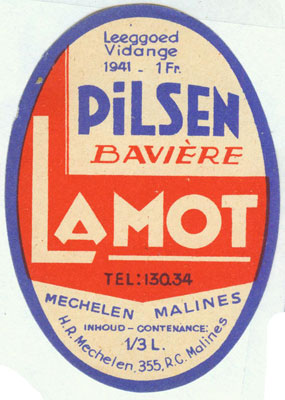 Leeggoed
Vidange
1941 - 1 Fr.
PiLSEN
BAVIÈRE
LAMOT
TEL: 130.34
MECHELEN MALINES
INHOUD - CONTENANCE:
1/3 L.
H.R. Mechelen, 355, R.C. Malines